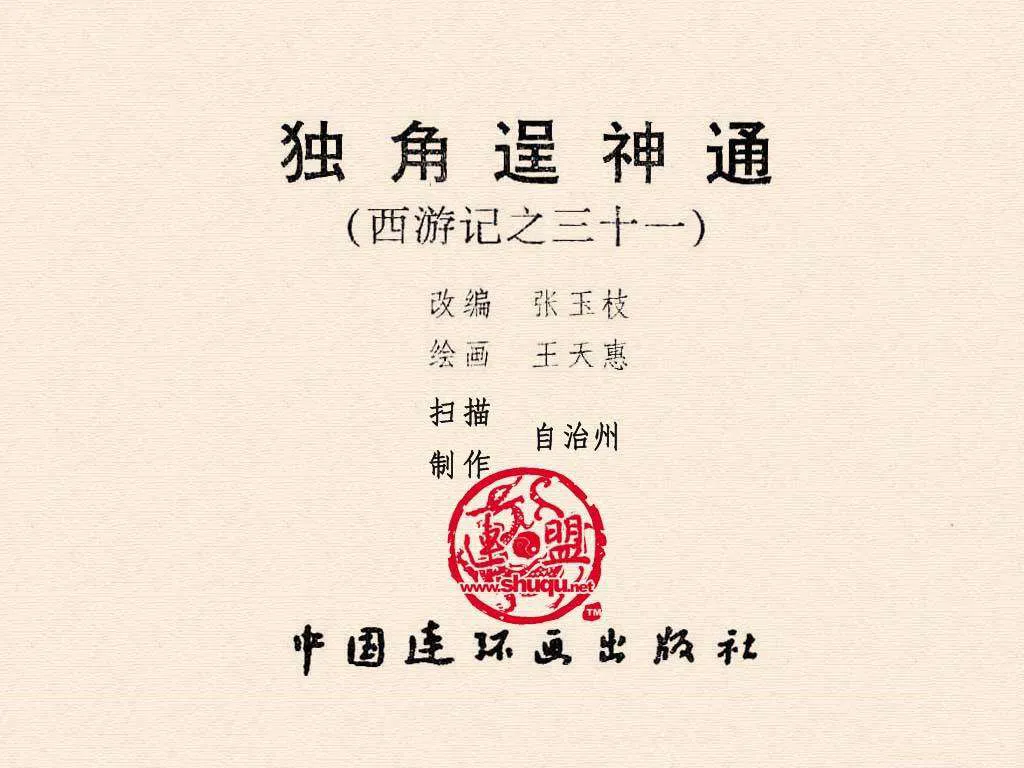 独角逞神通
(西游记之三十一)
改编 张玉枝
绘画 王天惠
扫描
制作 自治州
連盟
www.shuqu.net
TM
中国连环画出版社